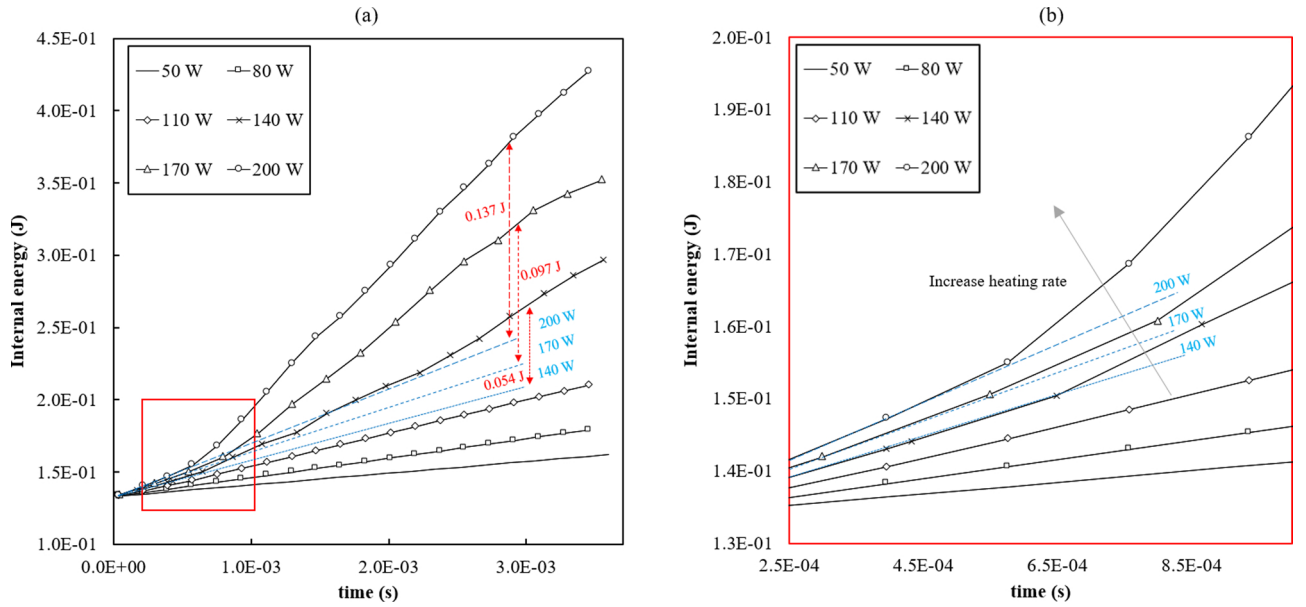 (a)
4.5E-01
4.0E-01
3.5E-01
3.0E-01
2.5E-01
2.0E-01
1.5E-01
1.0E-01
Internal energy (J)
50 W 80 W
110 W 140 W
170 W 200 W
0.137 J
0.097 J
200 W
170 W
140 W
0.054 J
0.0E+00 1.0E-03 2.0E-03 3.0E-03
time (s)
(b)
2.0E-01
1.9E-01
1.8E-01
1.7E-01
1.6E-01
1.5E-01
1.4E-01
1.3E-01
Internal energy (J)
50 W 80 W
110 W 140 W
170 W 200 W
Increase heating rate
200 W
170 W
140 W
2.5E-04 4.5E-04 6.5E-04 8.5E-04
time (s)